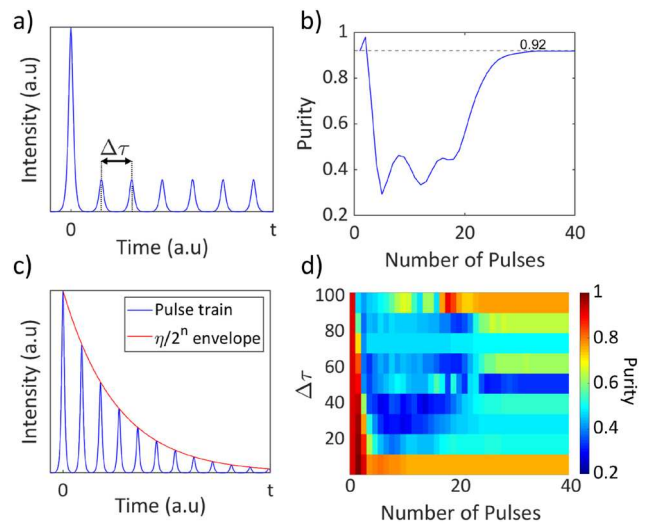 a)
Intensity (a.u)
Δτ
0
t
Time (a.u)
b)
Purity
1
0.8
0.6
0.4
0.2
0.92
0
20
40
Number of Pulses
c)
Intensity (a.u)
Pulse train
η/2ⁿ envelope
0
t
Time (a.u)
d)
Δτ
100
80
60
40
20
0
20
40
Number of Pulses
1
0.8
0.6
0.4
0.2
Purity